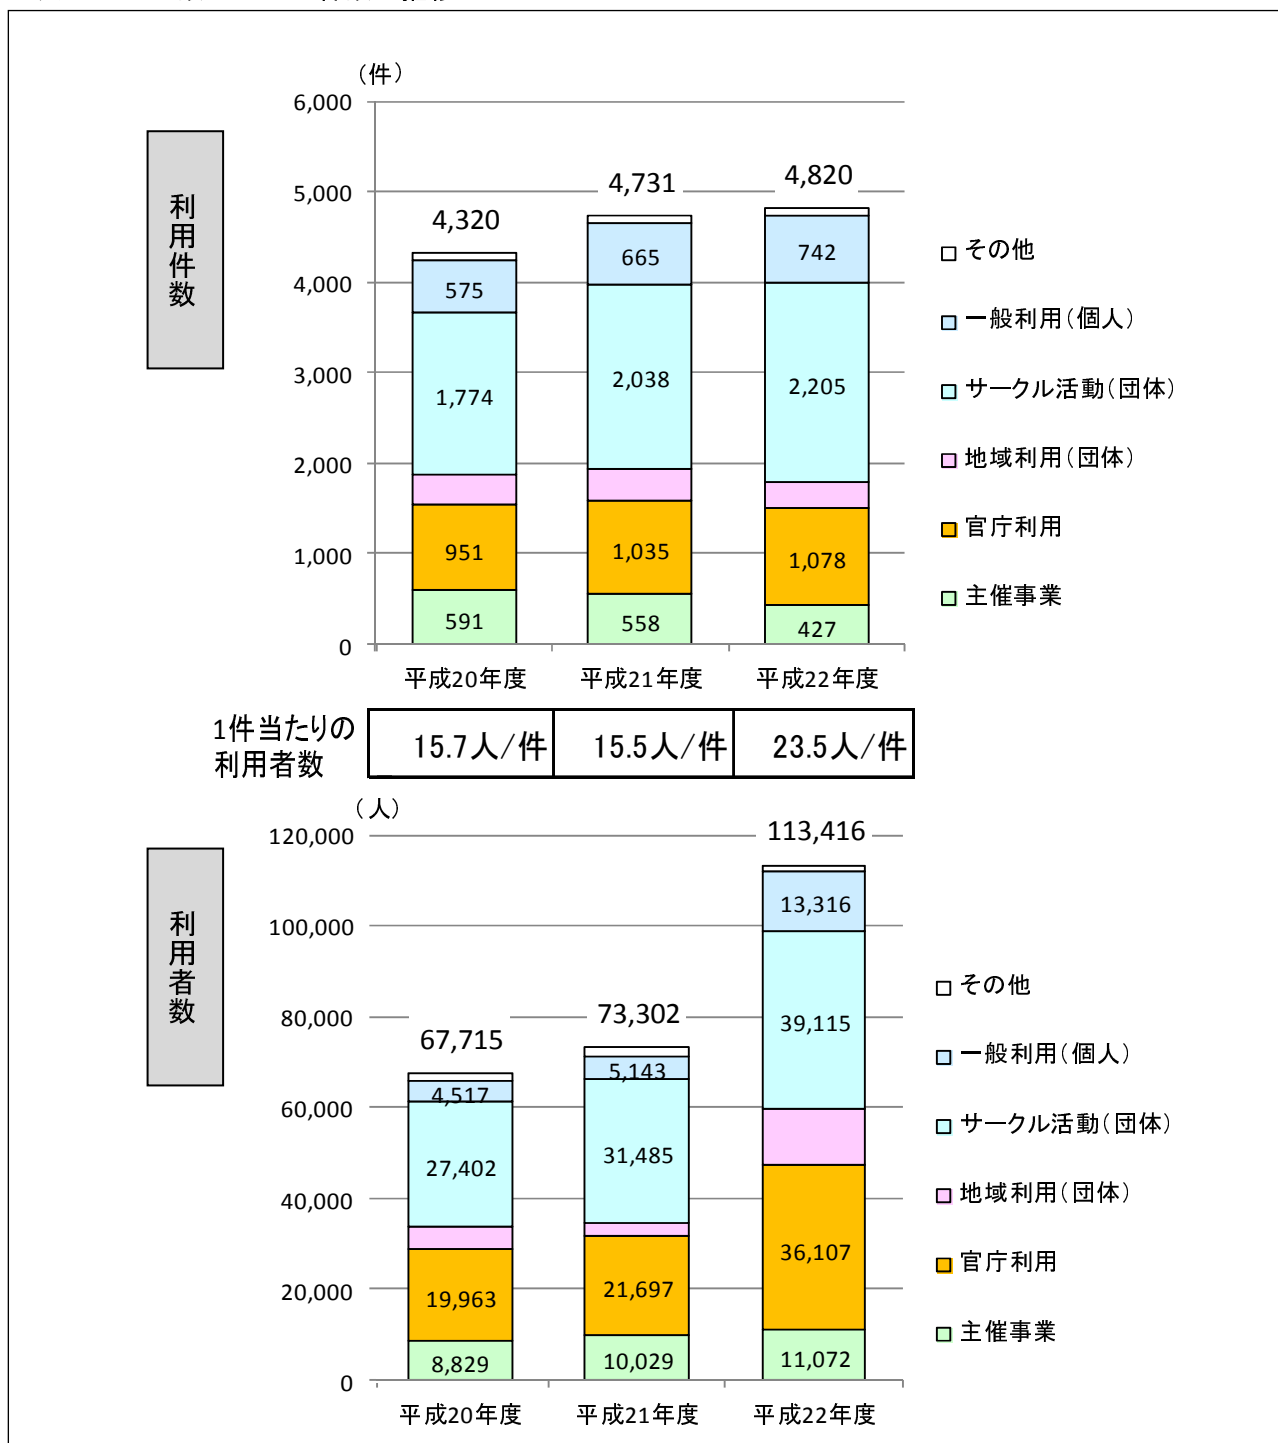 (件)
6,000
5,000
4,000
3,000
2,000
1,000
0
利用件数
4,320
4,731
4,820
575
665
742
1,774
2,038
2,205
951
1,035
1,078
591
558
427
平成20年度
平成21年度
平成22年度
その他
一般利用(個人)
サークル活動(団体)
地域利用(団体)
官庁利用
主催事業
1件当たりの
利用者数
15.7人/件
15.5人/件
23.5人/件
(人)
120,000
100,000
80,000
60,000
40,000
20,000
0
利用者数
67,715
73,302
113,416
4,517
5,143
13,316
27,402
31,485
39,115
19,963
21,697
36,107
8,829
10,029
11,072
平成20年度
平成21年度
平成22年度
その他
一般利用(個人)
サークル活動(団体)
地域利用(団体)
官庁利用
主催事業